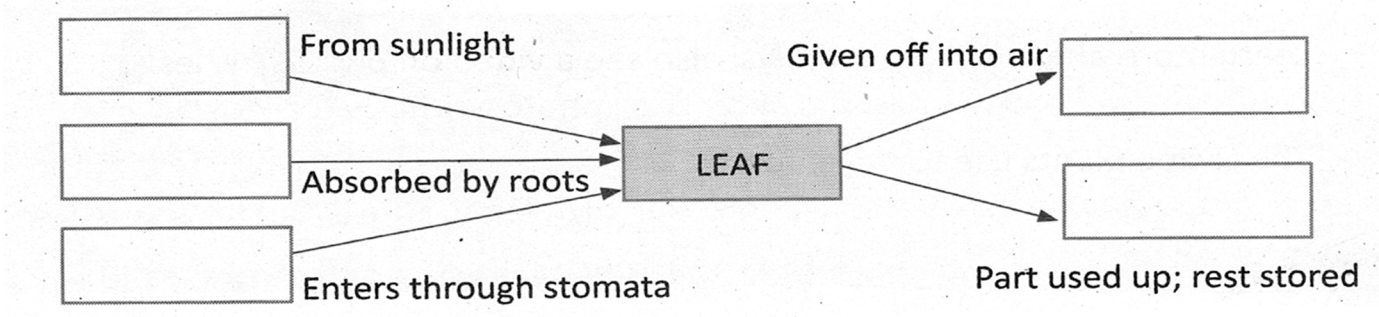 From sunlight
Given off into air
Absorbed by roots
LEAF
Enters through stomata
Part used up; rest stored